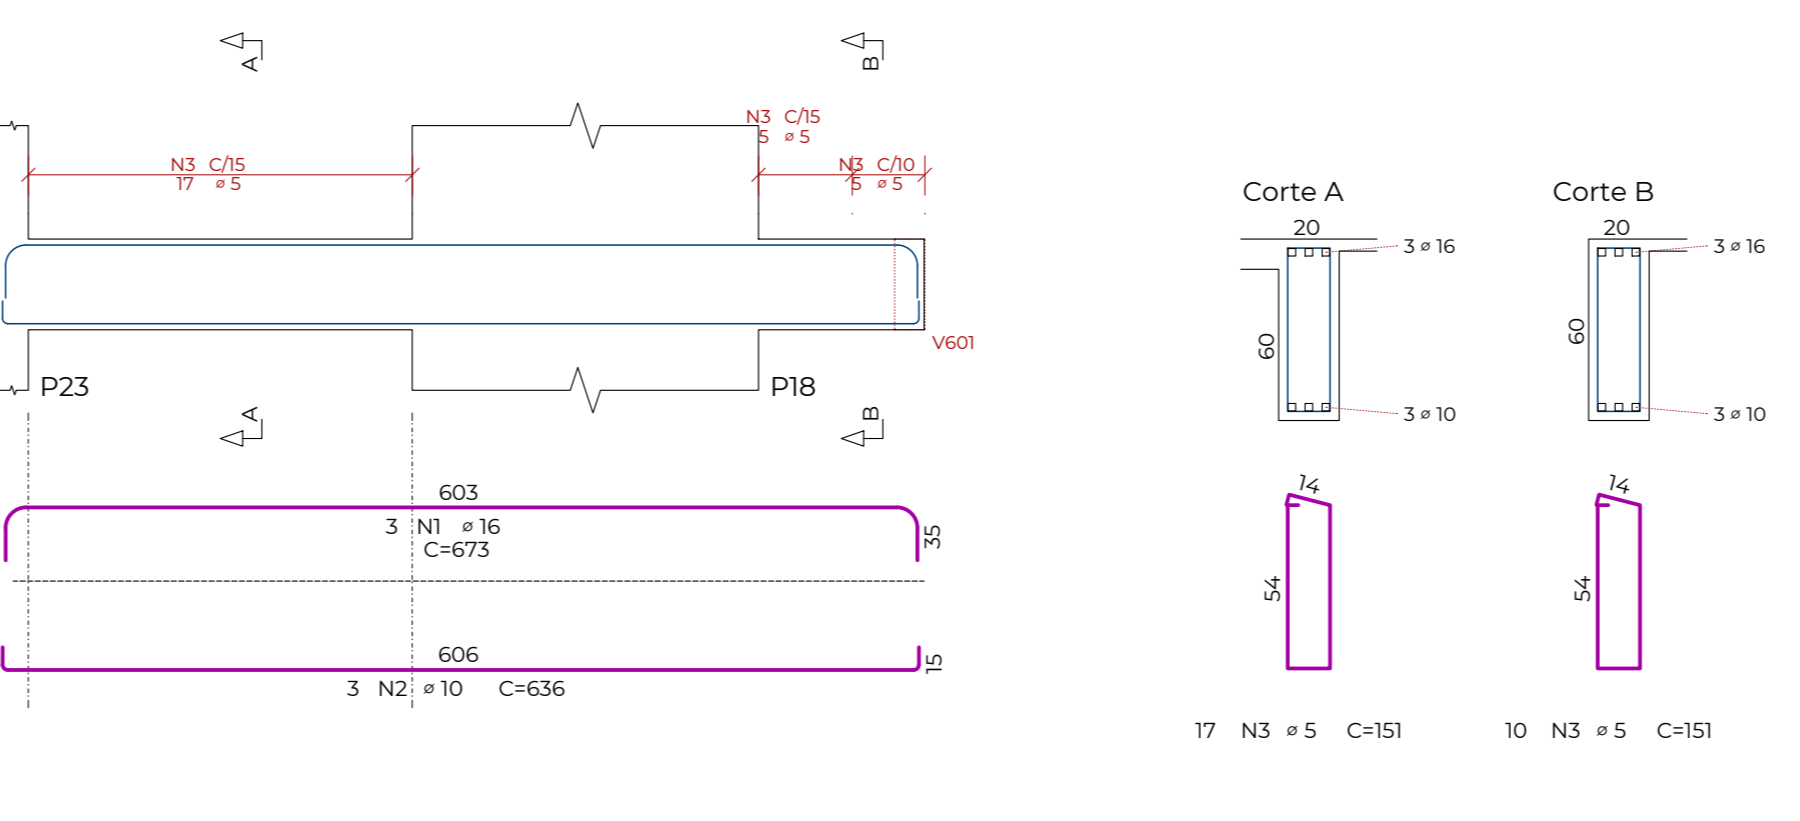 A
B
N3 C/15
5 ⌀ 5
N3 C/15
17 ⌀ 5
N3 C/10
5 ⌀ 5
V601
P23
P18
A
B
603
3 N1 ⌀ 16
C=673
35
606
15
3 N2 ⌀ 10 C=636
Corte A
20
3 ⌀ 16
60
3 ⌀ 10
14
54
17 N3 ⌀ 5 C=151
Corte B
20
3 ⌀ 16
60
3 ⌀ 10
14
54
10 N3 ⌀ 5 C=151